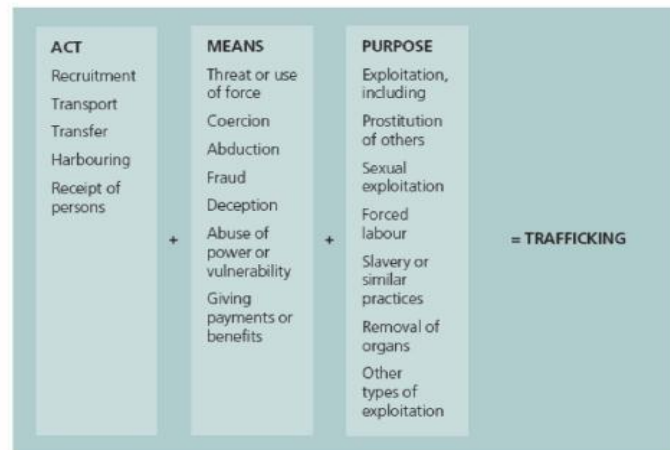 ACT
Recruitment
Transport
Transfer
Harbouring
Receipt of
persons
+
MEANS
Threat or use
of force
Coercion
Abduction
Fraud
Deception
Abuse of
power or
vulnerability
Giving
payments or
benefits
+
PURPOSE
Exploitation,
including
Prostitution
of others
Sexual
exploitation
Forced
labour
Slavery or
similar
practices
Removal of
organs
Other
types of
exploitation
= TRAFFICKING